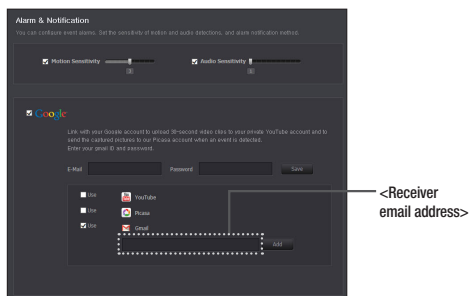 Alarm & Notification
You can configure event alarms. Set the sensitivity of motion and audio detections, and alarm notification method.
Motion Sensitivity
3
Audio Sensitivity
Google
Link with your Google account to upload 30-second video clips to your private YouTube account and to
send the captured pictures to our Picasa account when an event is detected.
Enter your gmail ID and password.
E-Mail Password Save
Use YouTube
Use Picasa
Use Gmail
Add
<Receiver
email address>